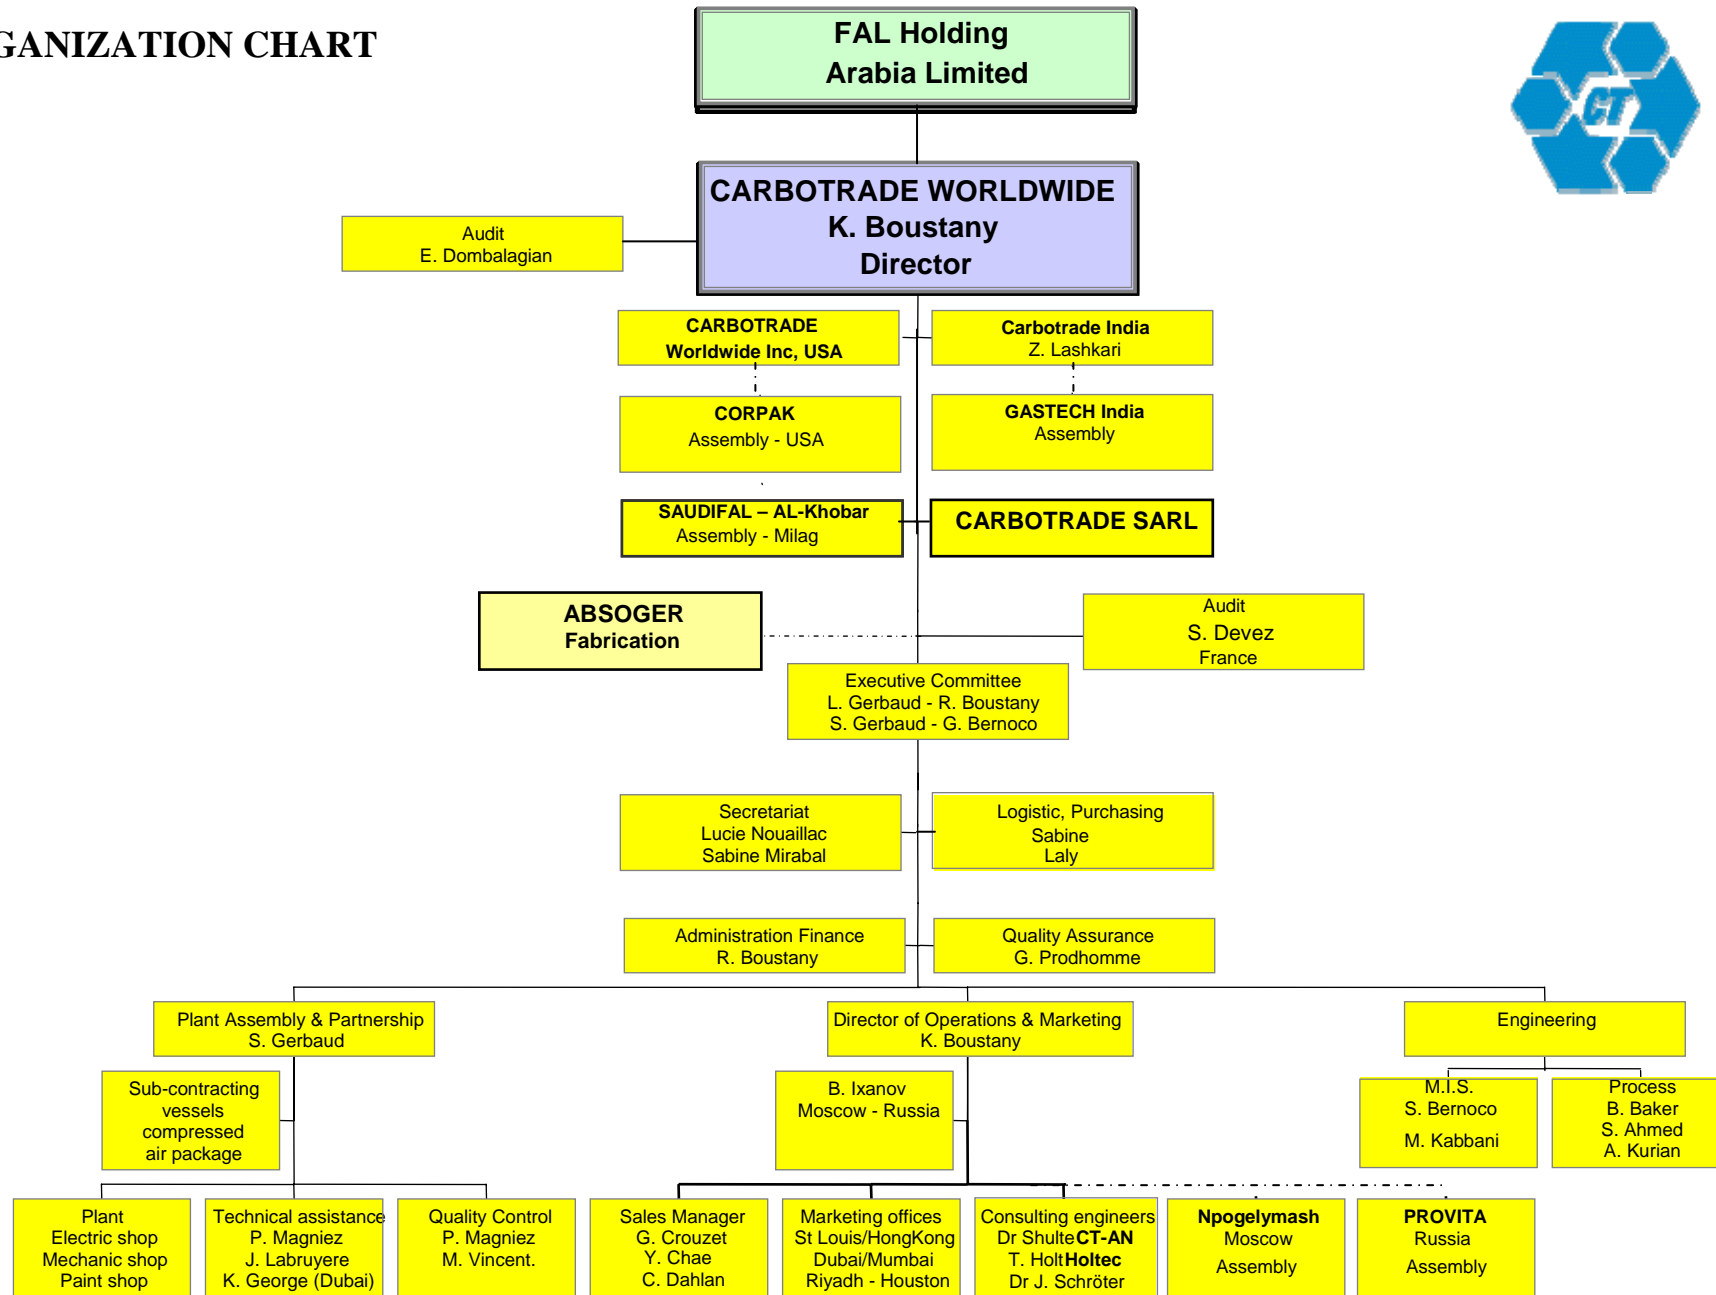 GANIZATION CHART
FAL Holding
Arabia Limited
CT
CARBOTRADE WORLDWIDE
K. Boustany
Director
Audit
E. Dombalagian
CARBOTRADE
Worldwide Inc, USA
Carbotrade India
Z. Lashkari
CORPAK
Assembly - USA
GASTECH India
Assembly
SAUDIFAL – AL-Khobar
Assembly - Milag
CARBOTRADE SARL
ABSOGER
Fabrication
Audit
S. Devez
France
Executive Committee
L. Gerbaud - R. Boustany
S. Gerbaud - G. Bernoco
Secretariat
Lucie Nouaillac
Sabine Mirabal
Logistic, Purchasing
Sabine
Laly
Administration Finance
R. Boustany
Quality Assurance
G. Prodhomme
Plant Assembly & Partnership
S. Gerbaud
Director of Operations & Marketing
K. Boustany
Engineering
Sub-contracting
vessels
compressed
air package
B. Ixanov
Moscow - Russia
M.I.S.
S. Bernoco
M. Kabbani
Process
B. Baker
S. Ahmed
A. Kurian
Plant
Electric shop
Mechanic shop
Paint shop
Technical assistance
P. Magniez
J. Labruyere
K. George (Dubai)
Quality Control
P. Magniez
M. Vincent.
Sales Manager
G. Crouzet
Y. Chae
C. Dahlan
Marketing offices
St Louis/HongKong
Dubai/Mumbai
Riyadh - Houston
Consulting engineers
Dr Shulte CT-AN
T. Holt Holtec
Dr J. Schröter
Npogelymash
Moscow
Assembly
PROVITA
Russia
Assembly